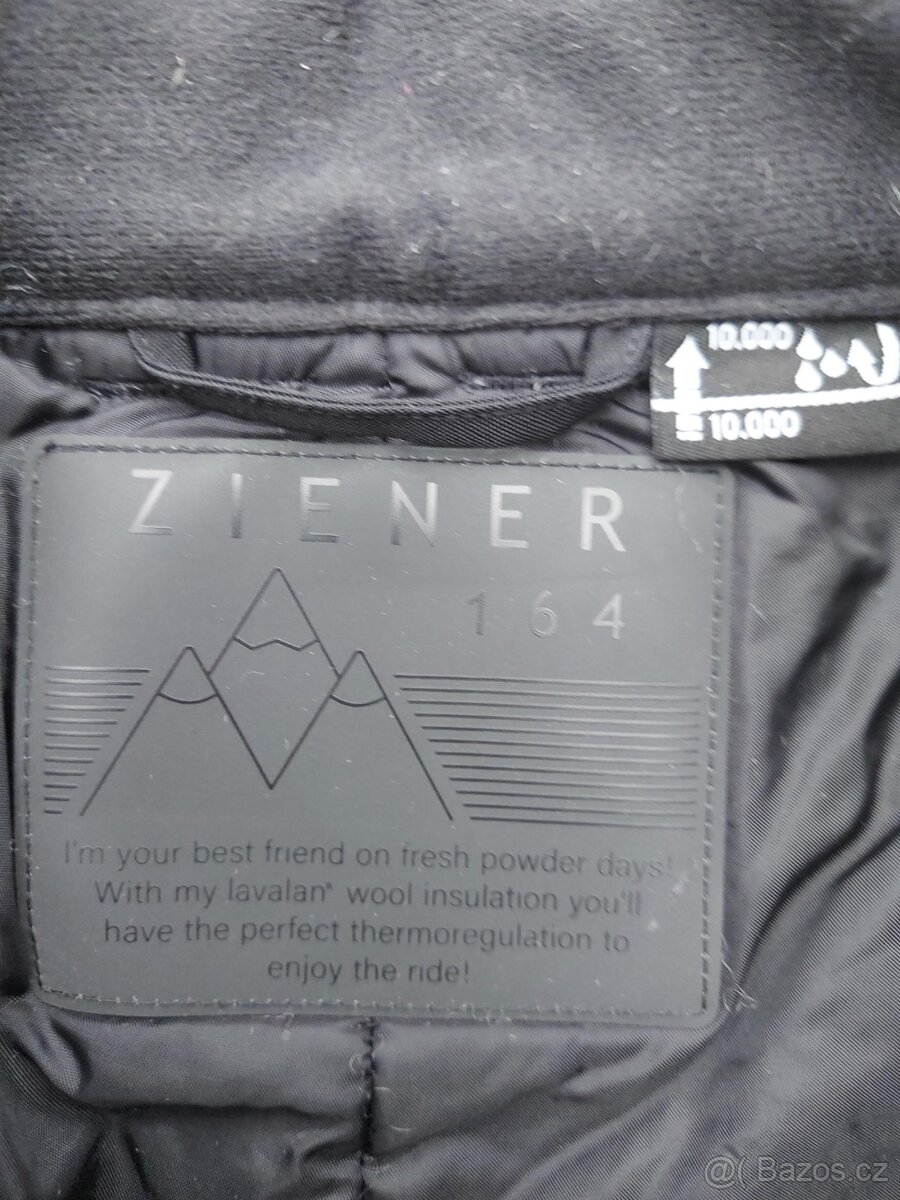 10.000
10.000
ZIENER
164
I'm your best friend on fresh powder days!
With my lavalan® wool insulation you'll
have the perfect thermoregulation to
enjoy the ride!
@( Bazos.cz